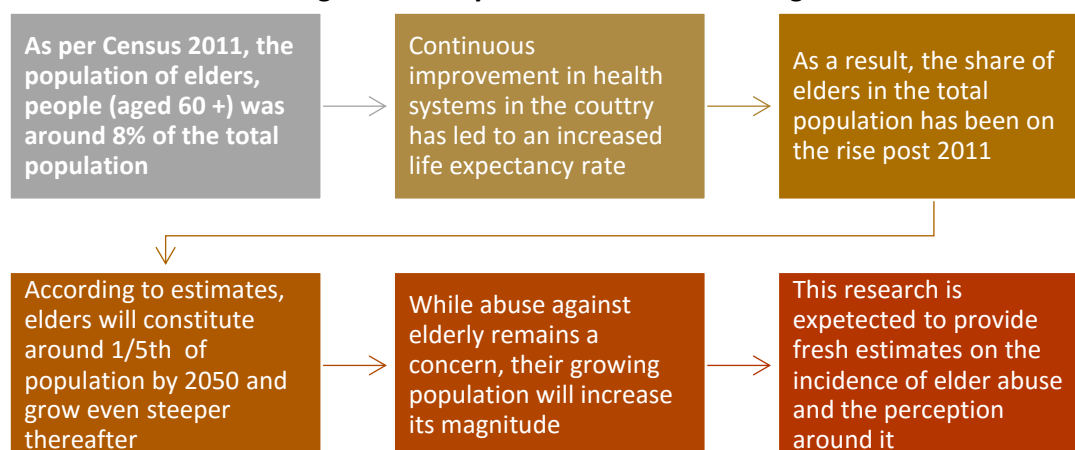 As per Census 2011, the
population of elders,
people (aged 60 +) was
around 8% of the total
population
Continuous
improvement in health
systems in the couttry
has led to an increased
life expectancy rate
As a result, the share of
elders in the total
population has been on
the rise post 2011
According to estimates,
elders will constitute
around 1/5th of
population by 2050 and
grow even steeper
thereafter
While abuse against
elderly remains a
concern, their growing
population will increase
its magnitude
This research is
expetected to provide
fresh estimates on the
incidence of elder abuse
and the perception
around it